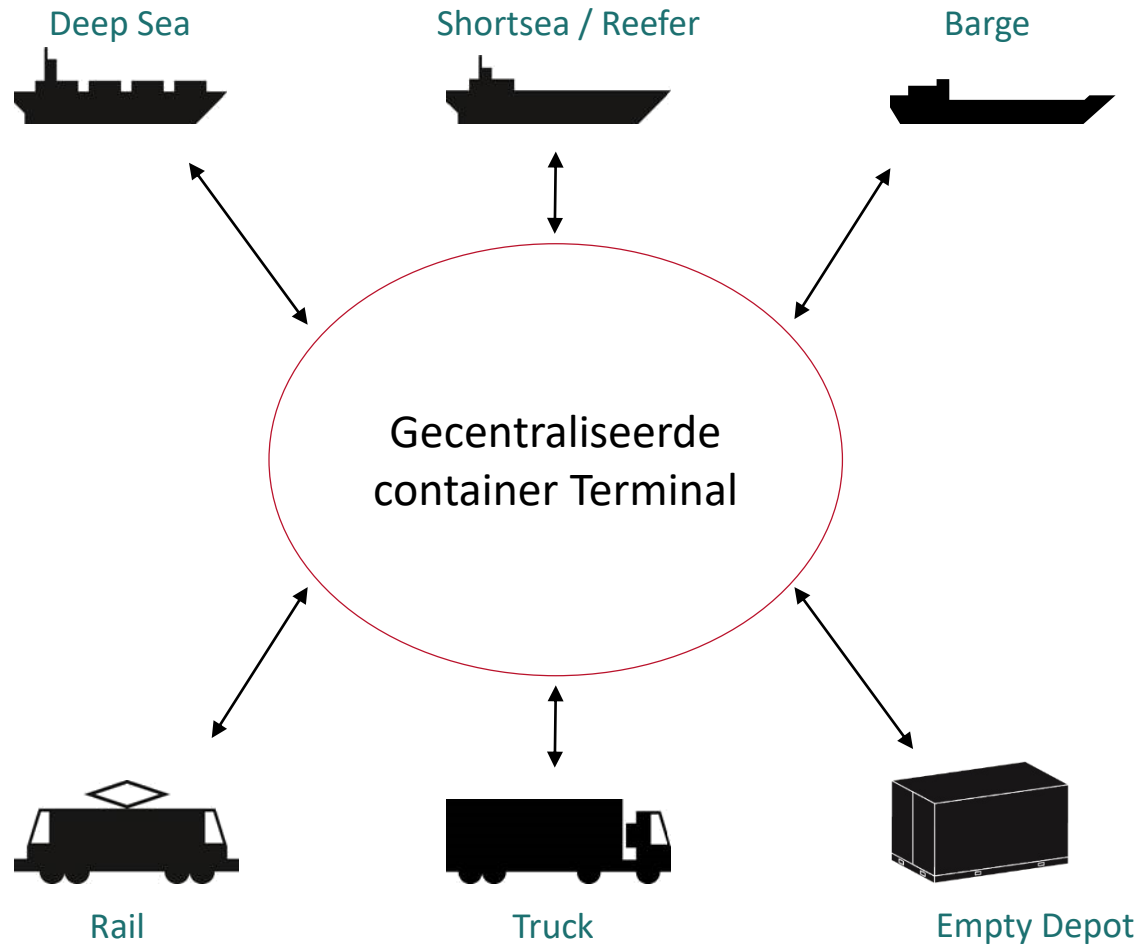 Deep Sea
Shortsea / Reefer
Barge
Gecentraliseerde
container Terminal
Rail
Truck
Empty Depot